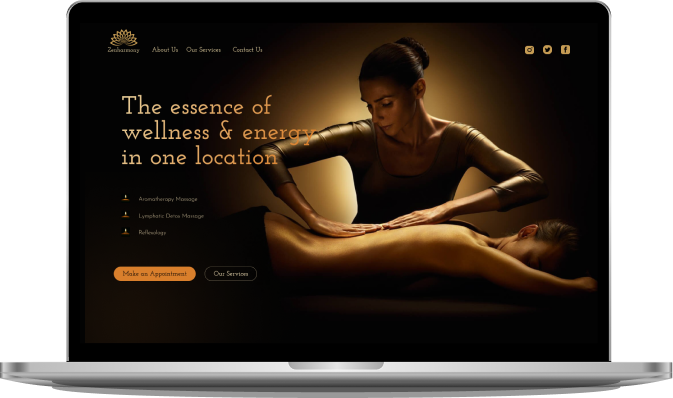 Zenharmony
About Us Our Services Contact Us
The essence of
wellness & energy
in one location
Aromatherapy Massage
Lymphatic Detox Massage
Reflexology
Make an Appointment Our Services